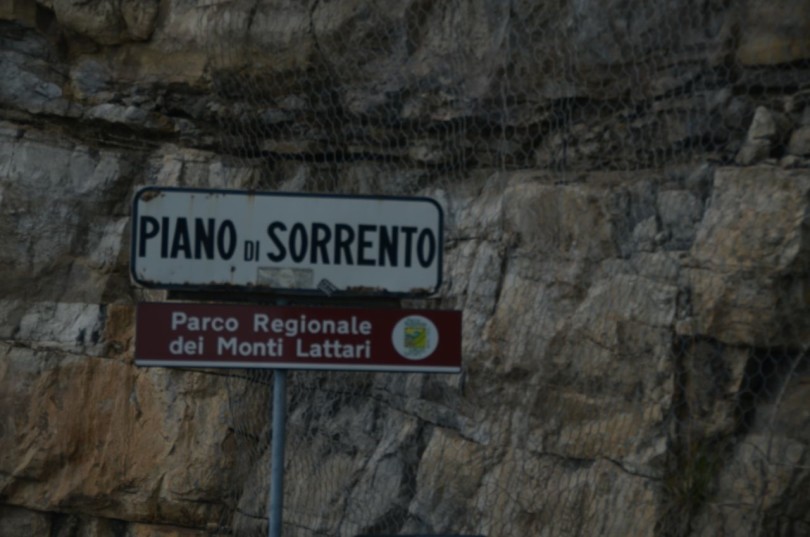 PIANO DI SORRENTO
Parco Regionale
dei Monti Lattari